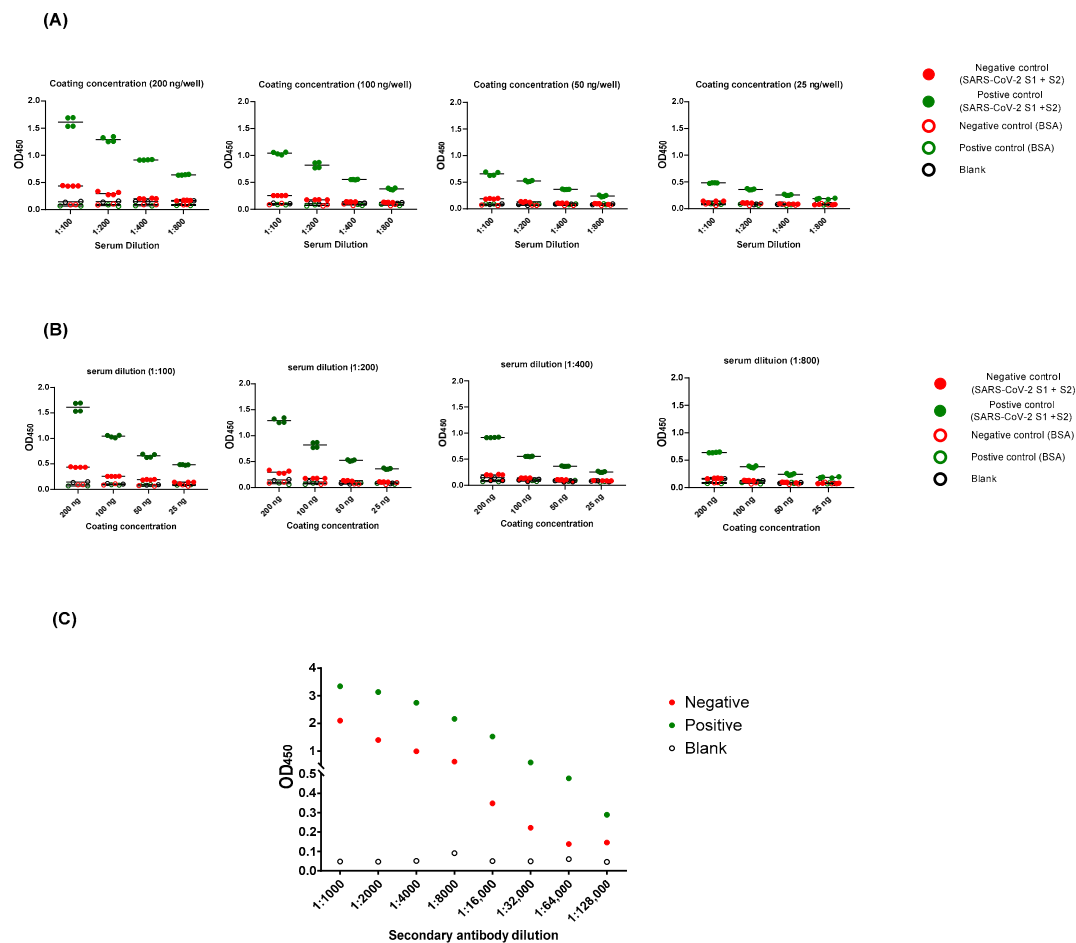 (A)
Coating concentration (200 ng/well)
Coating concentration (100 ng/well)
Coating concentration (50 ng/well)
Coating concentration (25 ng/well)
2.0
1.5
1.0
0.5
0.0
OD450
1:100
1:200
1:400
1:800
Serum Dilution
2.0
1.5
1.0
0.5
0.0
OD450
1:100
1:200
1:400
1:800
Serum Dilution
2.0
1.5
1.0
0.5
0.0
OD450
1:100
1:200
1:400
1:800
Serum Dilution
2.0
1.5
1.0
0.5
0.0
OD450
1:100
1:200
1:400
1:800
Serum Dilution
Negative control
(SARS-CoV-2 S1 + S2)
Postive control
(SARS-CoV-2 S1 +S2)
Negative control (BSA)
Postive control (BSA)
Blank
(B)
serum dilution (1:100)
serum dilution (1:200)
serum dilution (1:400)
serum dlituion (1:800)
2.0
1.5
1.0
0.5
0.0
OD450
200 ng
100 ng
50 ng
25 ng
Coating concentration
2.0
1.5
1.0
0.5
0.0
OD450
200 ng
100 ng
50 ng
25 ng
Coating concentration
2.0
1.5
1.0
0.5
0.0
OD450
200 ng
100 ng
50 ng
25 ng
Coating concentration
2.0
1.5
1.0
0.5
0.0
OD450
200 ng
100 ng
50 ng
25 ng
Coating concentration
Negative control
(SARS-CoV-2 S1 + S2)
Postive control
(SARS-CoV-2 S1 +S2)
Negative control (BSA)
Postive control (BSA)
Blank
(C)
4
3
2
1
0.5
0.4
0.3
0.2
0.1
0.0
OD450
1:1000
1:2000
1:4000
1:8000
1:16,000
1:32,000
1:64,000
1:128,000
Secondary antibody dilution
Negative
Positive
Blank